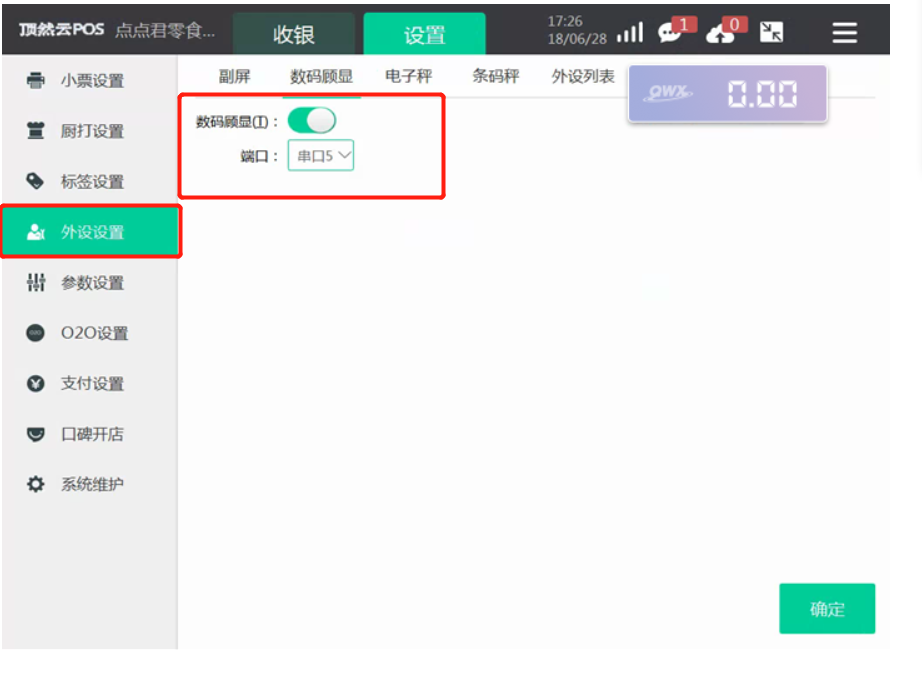 顶然云POS 点点君零食... 收银 设置 17:26 1 0
18/06/28
小票设置 副屏 数码顾显 电子秤 条码秤 外设列表
QWX. 0.00
厨打设置 数码顾显(I)：
端口： 串口5
标签设置
外设设置
参数设置
O2O设置
支付设置
口碑开店
系统维护
确定